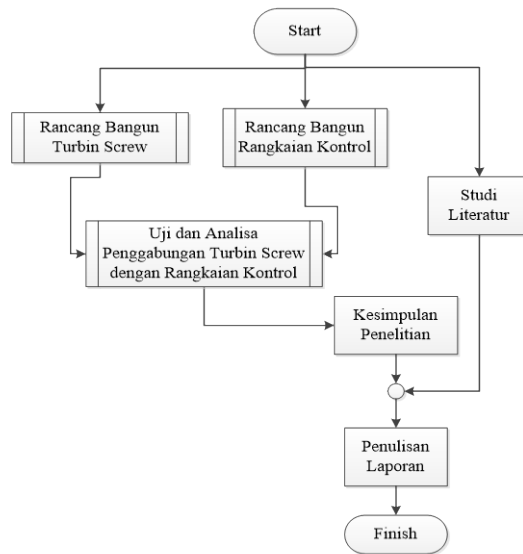 Start
Rancang Bangun
Turbin Screw
Rancang Bangun
Rangkaian Kontrol
Studi
Literatur
Uji dan Analisa
Penggabungan Turbin Screw
dengan Rangkaian Kontrol
Kesimpulan
Penelitian
Penulisan
Laporan
Finish